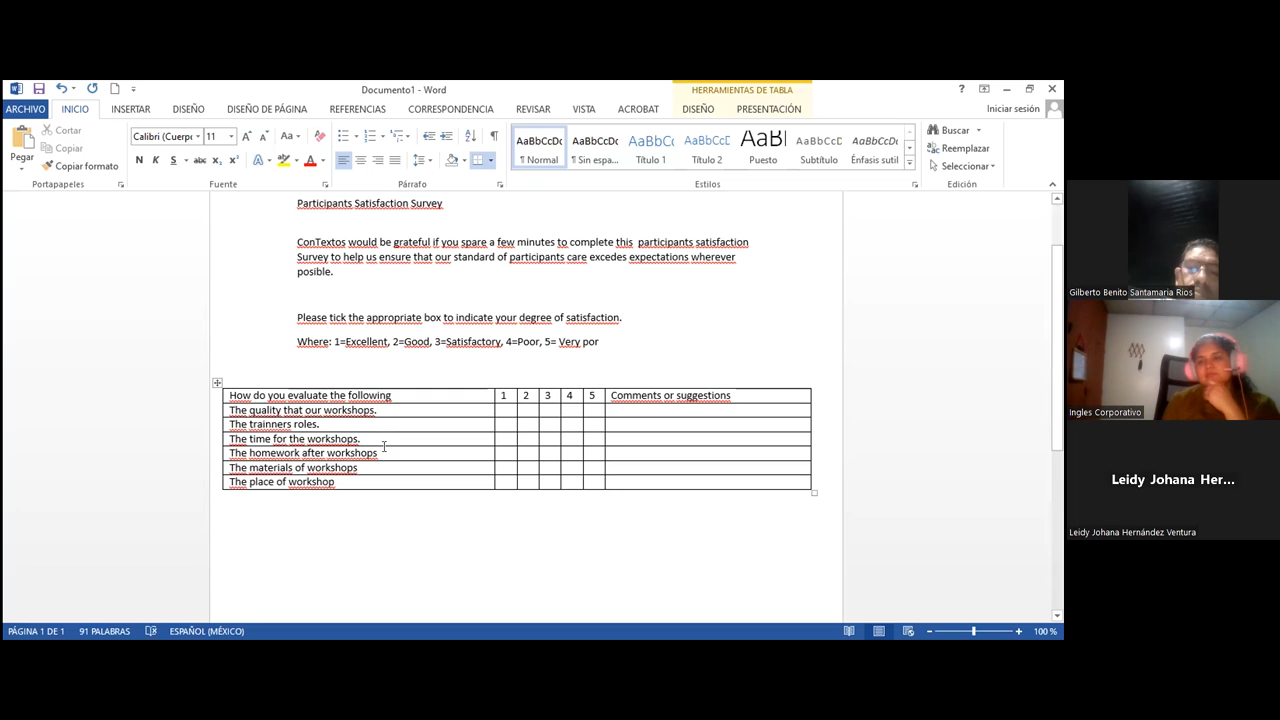 Documento1 - Word
HERRAMIENTAS DE TABLA
ARCHIVO INICIO INSERTAR DISEÑO DISEÑO DE PÁGINA REFERENCIAS CORRESPONDENCIA REVISAR VISTA ACROBAT DISEÑO PRESENTACIÓN Iniciar sesión
Pegar
Cortar
Copiar
Copiar formato
Portapapeles
Calibri (Cuerpo 11
Fuente
Párrafo
AaBbCcDc AaBbCcDc AaBbC AaBbCcD AaBl AaBbCcD AaBbCcDc
¶ Normal ¶ Sin espa... Título 1 Título 2 Puesto Subtítulo Énfasis sutil
Estilos
Buscar
Reemplazar
Seleccionar
Edición
Participants Satisfaction Survey
ConTextos would be grateful if you spare a few minutes to complete this participants satisfaction
Survey to help us ensure that our standard of participants care excedes expectations wherever
posible.
Please tick the appropriate box to indicate your degree of satisfaction.
Where: 1=Excellent, 2=Good, 3=Satisfactory, 4=Poor, 5= Very por
How do you evaluate the following 1 2 3 4 5 Comments or suggestions
The quality that our workshops.
The trainners roles.
The time for the workshops.
The homework after workshops
The materials of workshops
The place of workshop
PÁGINA 1 DE 1 91 PALABRAS ESPAÑOL (MÉXICO) 100 %
Gilberto Benito Santamaria Rios
Ingles Corporativo
Leidy Johana Her...
Leidy Johana Hernández Ventura